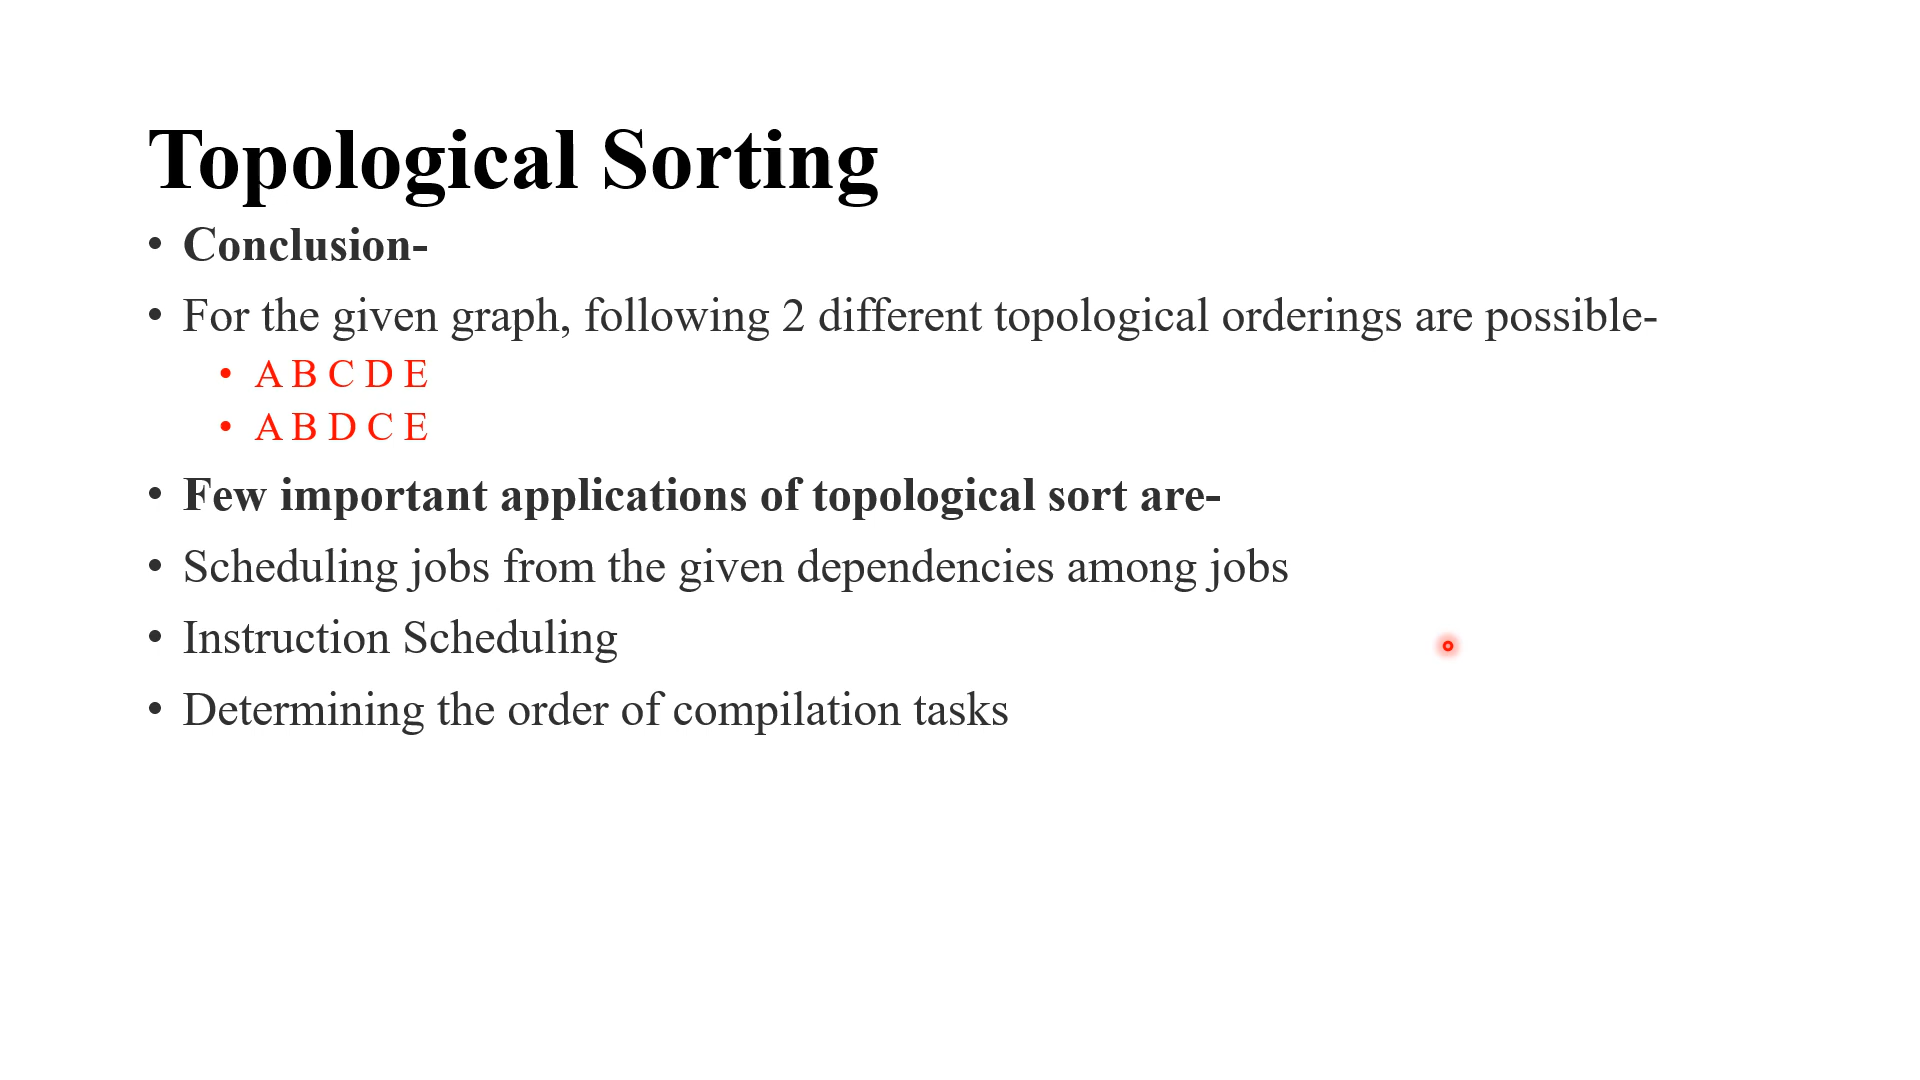 Topological Sorting
• Conclusion-
• For the given graph, following 2 different topological orderings are possible-
• A B C D E
• A B D C E
• Few important applications of topological sort are-
• Scheduling jobs from the given dependencies among jobs
• Instruction Scheduling
• Determining the order of compilation tasks